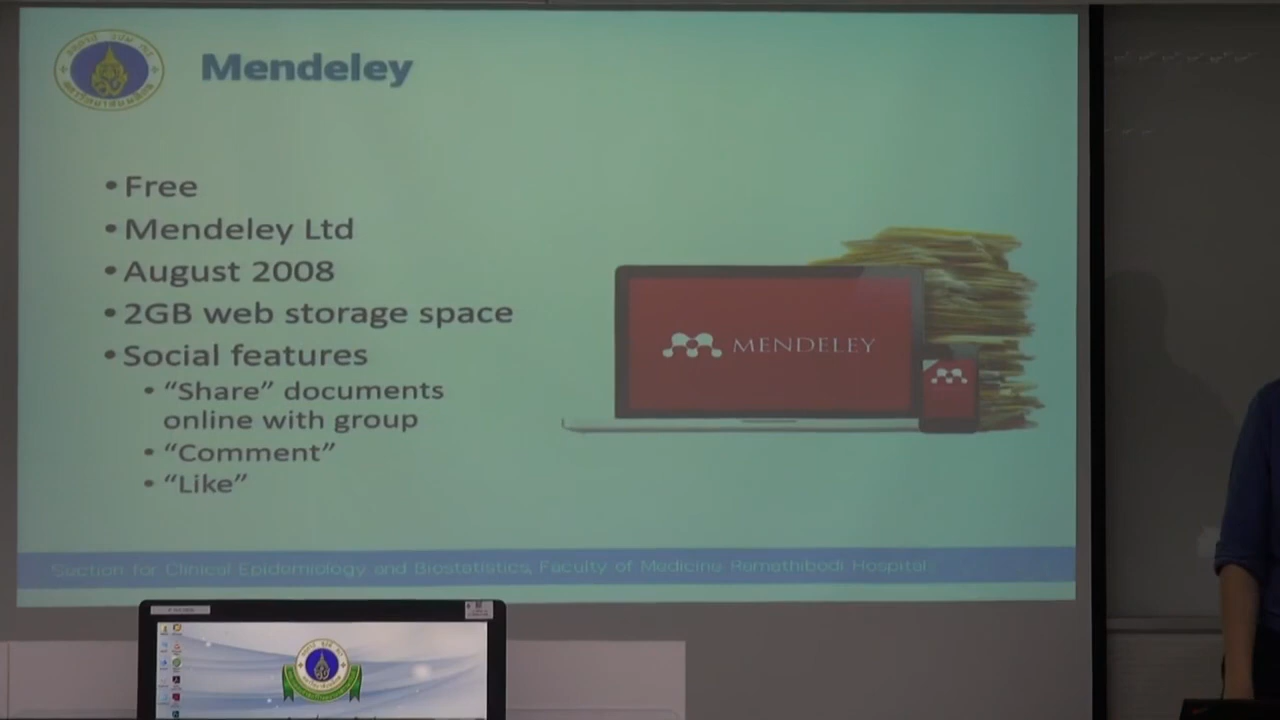 Mendeley
• Free
• Mendeley Ltd
• August 2008
• 2GB web storage space
• Social features
• “Share” documents
online with group
• “Comment”
• “Like”
MENDELEY
Section for Clinical Epidemiology and Biostatistics, Faculty of Medicine Ramathibodi Hospital